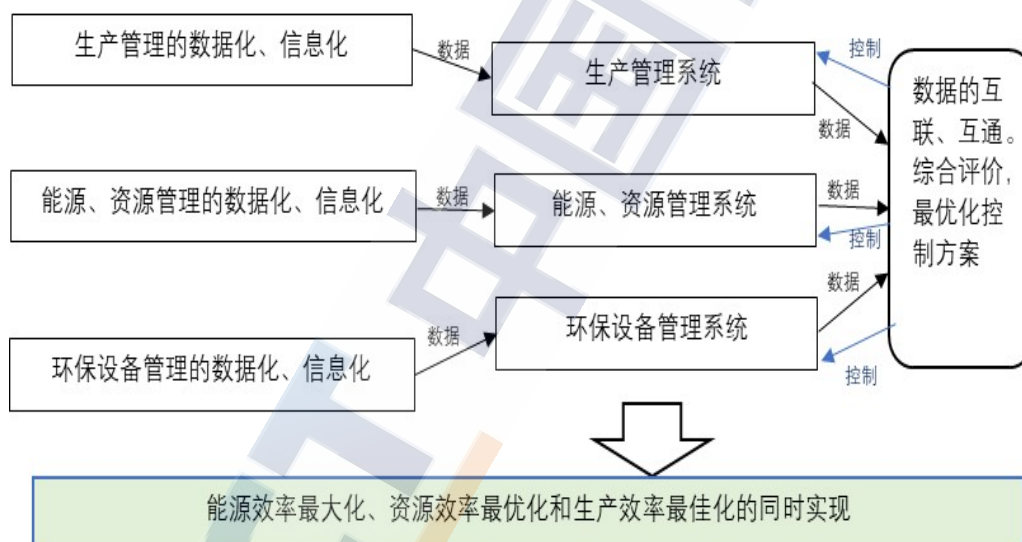 生产管理的数据化、信息化
数据
生产管理系统
控制
数据
能源、资源管理的数据化、信息化
数据
能源、资源管理系统
数据
控制
环保设备管理的数据化、信息化
数据
环保设备管理系统
数据
控制
数据的互
联、互通。
综合评价,
最优化控
制方案
能源效率最大化、资源效率最优化和生产效率最佳化的同时实现